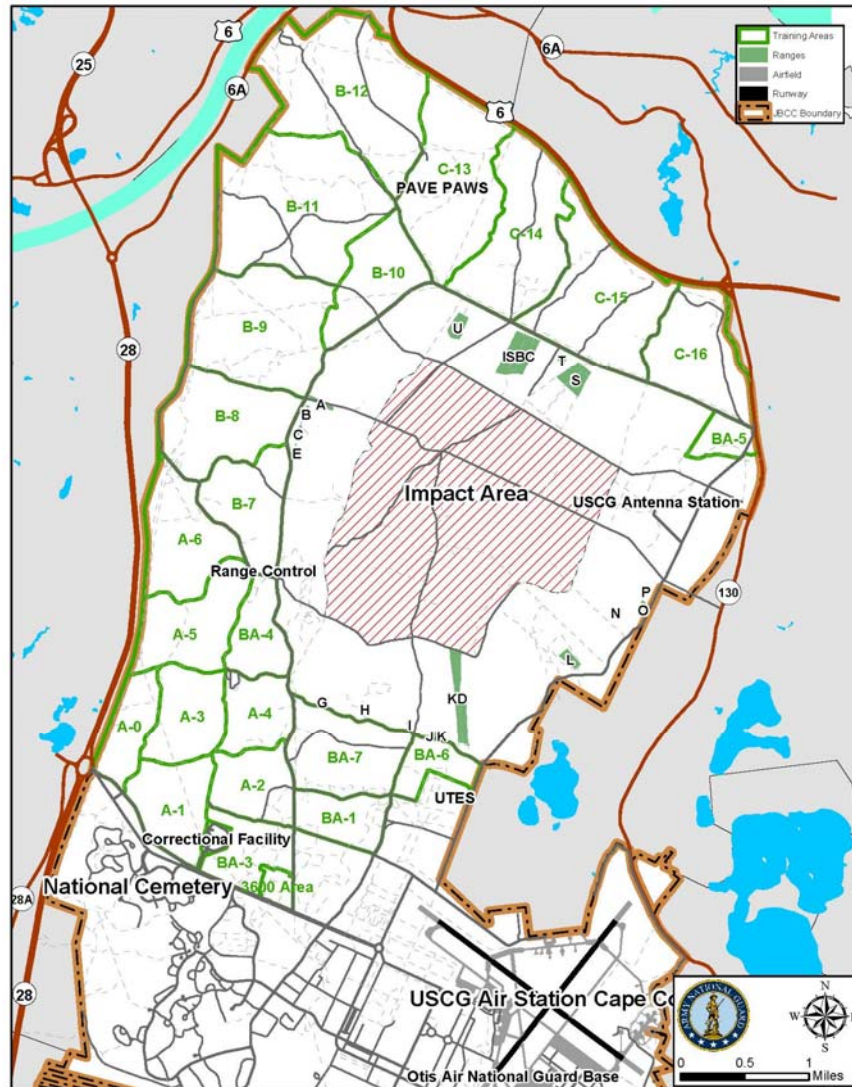 6
25
6A
6A
6
Training Areas
Ranges
Airfield
Runway
JBCC Boundary
B-12
C-13
PAVE PAWS
B-11
C-14
B-10
C-15
B-9
U
ISBC
T
S
C-16
28
A
B
C
E
B-8
BA-5
Impact Area
USCG Antenna Station
B-7
A-6
Range Control
130
P
O
N
A-5
BA-4
L
KD
G
H
I
J
K
A-0
A-3
A-4
BA-7
BA-6
A-2
UTES
A-1
BA-1
Correctional Facility
BA-3
3600 Area
National Cemetery
28A
28
USCG Air Station Cape Co
Otis Air National Guard Base
ARMY NATIONAL GUARD
N
W
E
S
0 0.5 1
Miles